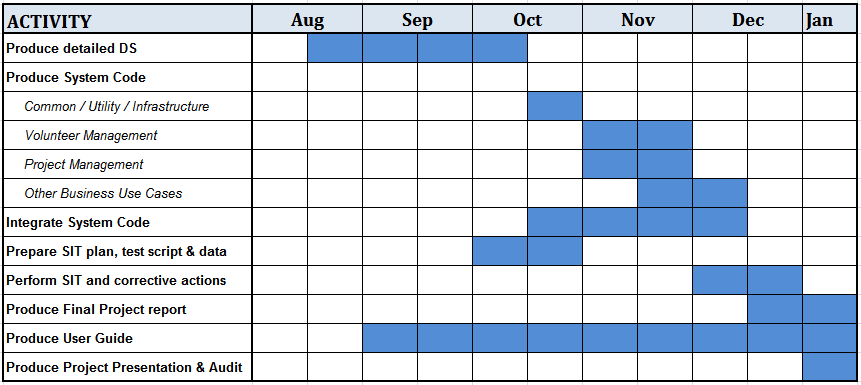 ACTIVITY Aug Sep Oct Nov Dec Jan
Produce detailed DS
Produce System Code
Common / Utility / Infrastructure
Volunteer Management
Project Management
Other Business Use Cases
Integrate System Code
Prepare SIT plan, test script & data
Perform SIT and corrective actions
Produce Final Project report
Produce User Guide
Produce Project Presentation & Audit